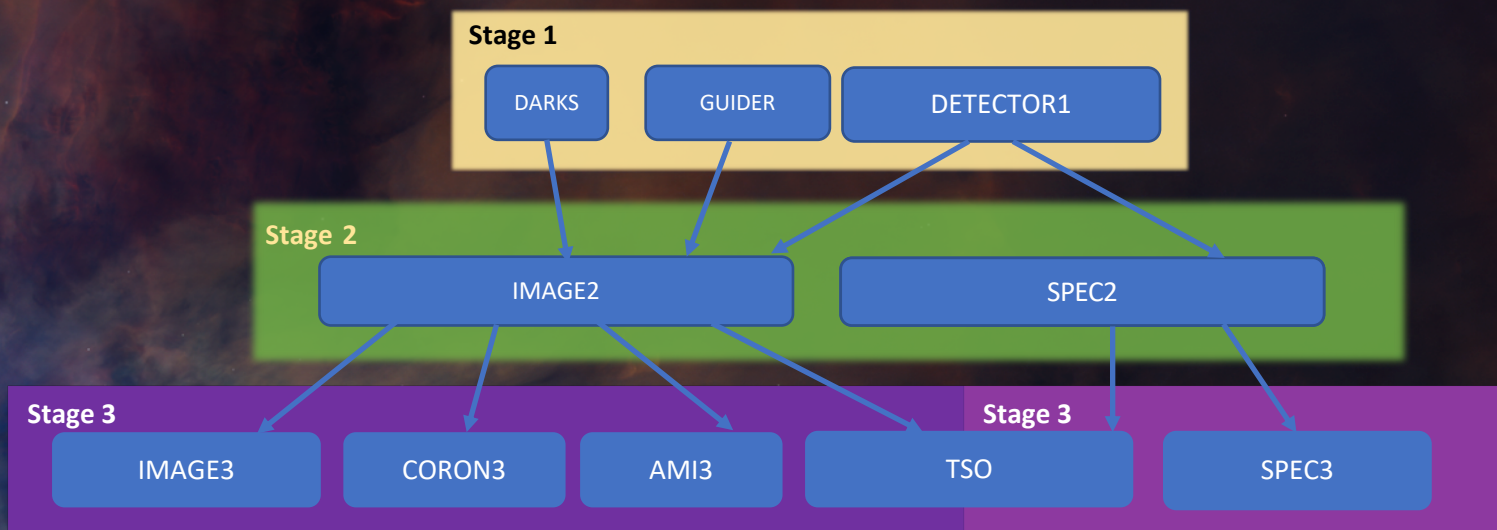 Stage 1
DARKS
GUIDER
DETECTOR1
Stage 2
IMAGE2
SPEC2
Stage 3
Stage 3
IMAGE3
CORON3
AMI3
TSO
SPEC3